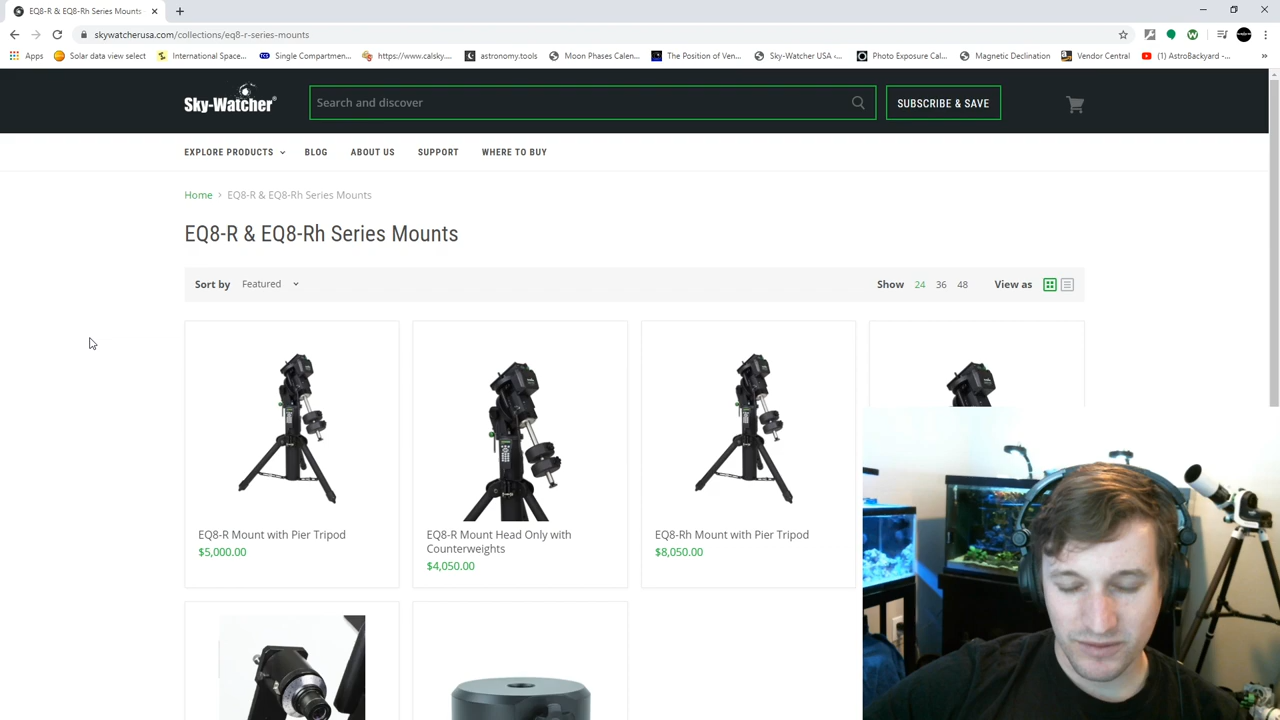 EQ8-R & EQ8-Rh Series Mounts
skywatcherusa.com/collections/eq8-r-series-mounts
Apps
Solar data view select
International Space...
Single Compartmen...
https://www.calsky...
astronomy.tools
Moon Phases Calen...
The Position of Ven...
Sky-Watcher USA ‹...
Photo Exposure Cal...
Magnetic Declination
Vendor Central
(1) AstroBackyard - ...
Sky-Watcher®
Search and discover
SUBSCRIBE & SAVE
EXPLORE PRODUCTS
BLOG
ABOUT US
SUPPORT
WHERE TO BUY
Home › EQ8-R & EQ8-Rh Series Mounts
EQ8-R & EQ8-Rh Series Mounts
Sort by Featured
Show 24 36 48
View as
EQ8-R Mount with Pier Tripod
$5,000.00
EQ8-R Mount Head Only with
Counterweights
$4,050.00
EQ8-Rh Mount with Pier Tripod
$8,050.00